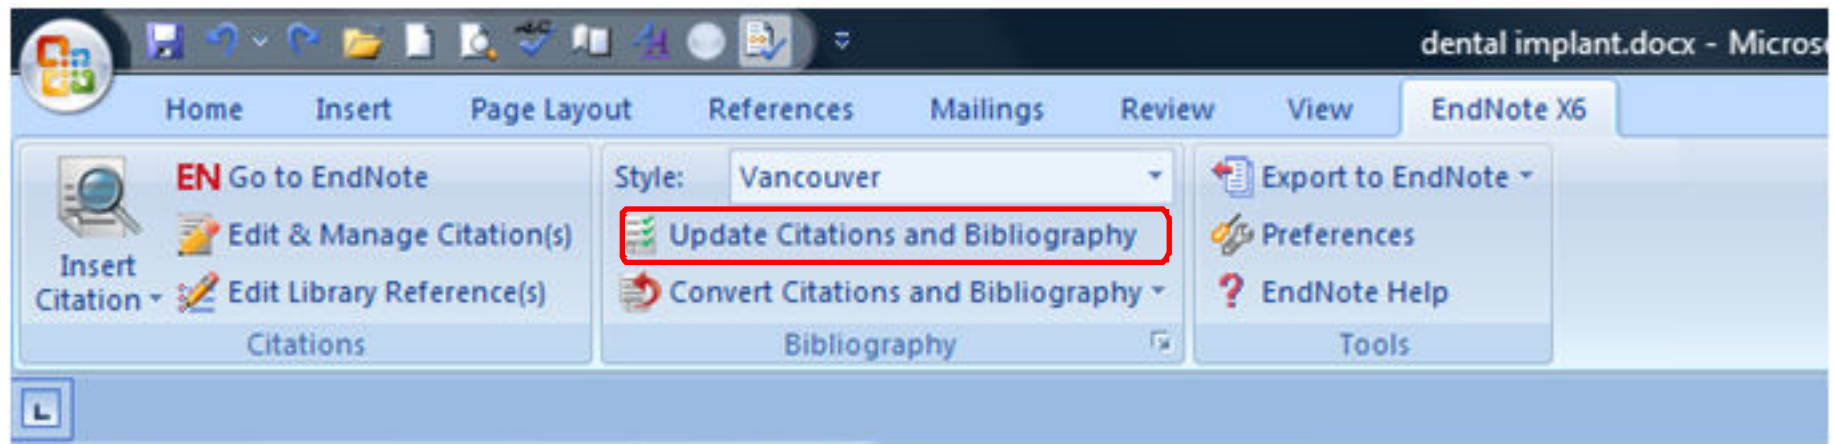 dental implant.docx - Micros
Home Insert Page Layout References Mailings Review View EndNote X6
EN Go to EndNote
Edit & Manage Citation(s)
Edit Library Reference(s)
Insert
Citation
Citations
Style: Vancouver
Update Citations and Bibliography
Convert Citations and Bibliography
Bibliography
Export to EndNote
Preferences
EndNote Help
Tools